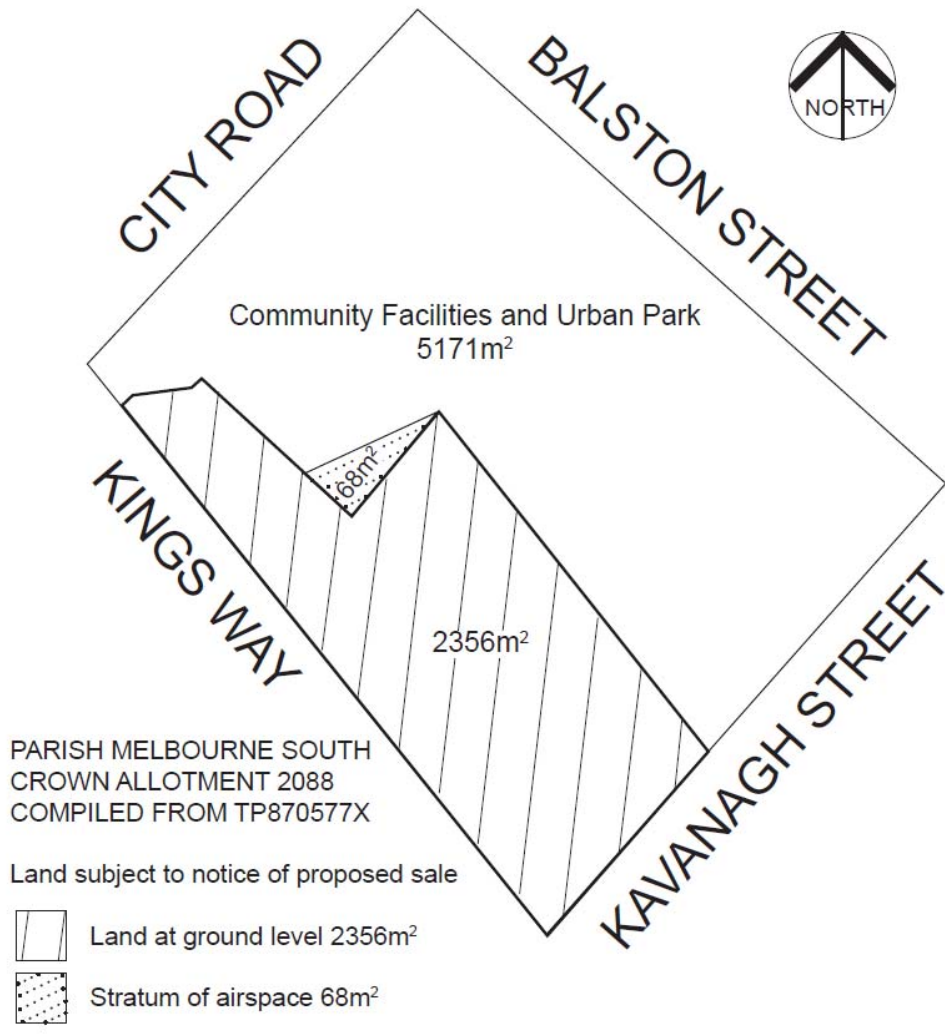 CITY ROAD
BALSTON STREET
NORTH
Community Facilities and Urban Park
5171m²
68m²
KINGS WAY
2356m²
KAVANAGH STREET
PARISH MELBOURNE SOUTH
CROWN ALLOTMENT 2088
COMPILED FROM TP870577X
Land subject to notice of proposed sale
Land at ground level 2356m²
Stratum of airspace 68m²